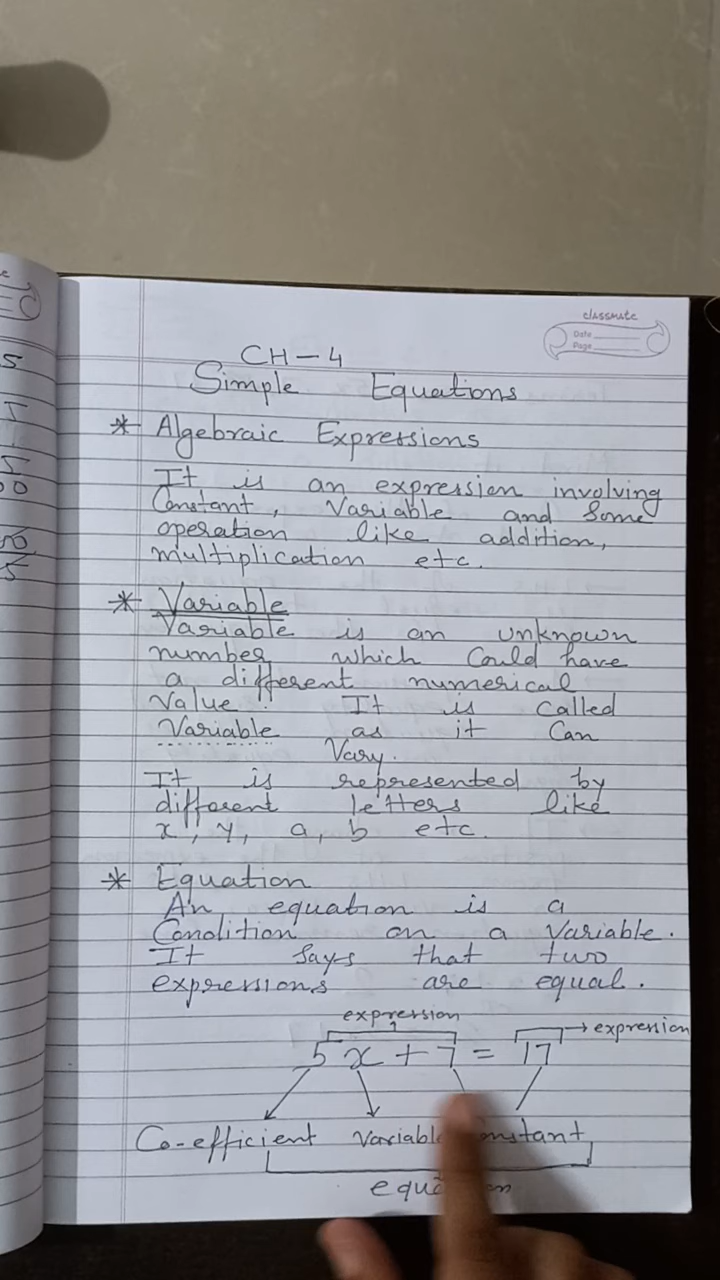 classmate
Date
Page
CH-4
Simple Equations
* Algebraic Expressions
It is an expression involving
Constant, Variable and Some
operation like addition,
multiplication etc.
* Variable
Variable is an unknown
number which Could have
a different numerical
Value. It is called
Variable as it Can
Vary.
It is represented by
different letters like
x, y, a, b etc.
* Equation
An equation is a
Condition on a Variable.
It Says that two
expressions are equal.
expression
→ expression
5x + 7 = 17
Co-efficient Variable